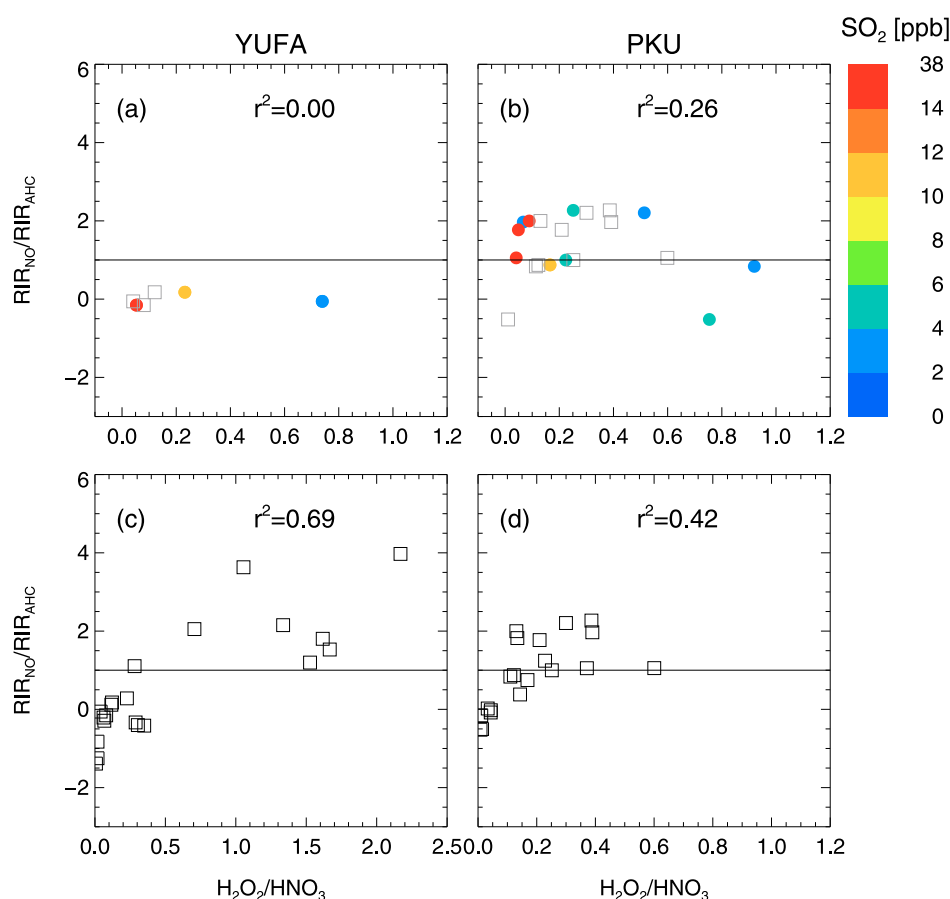 YUFA PKU SO₂ [ppb]
(a) r²=0.00
(b) r²=0.26
RIR_NO/RIR_AHC
6
4
2
0
−2
0.0 0.2 0.4 0.6 0.8 1.0 1.2
0.0 0.2 0.4 0.6 0.8 1.0 1.2
38
14
12
10
8
6
4
2
0
(c) r²=0.69
(d) r²=0.42
RIR_NO/RIR_AHC
6
4
2
0
−2
0.0 0.5 1.0 1.5 2.0 2.5
0.0 0.2 0.4 0.6 0.8 1.0 1.2
H₂O₂/HNO₃ H₂O₂/HNO₃